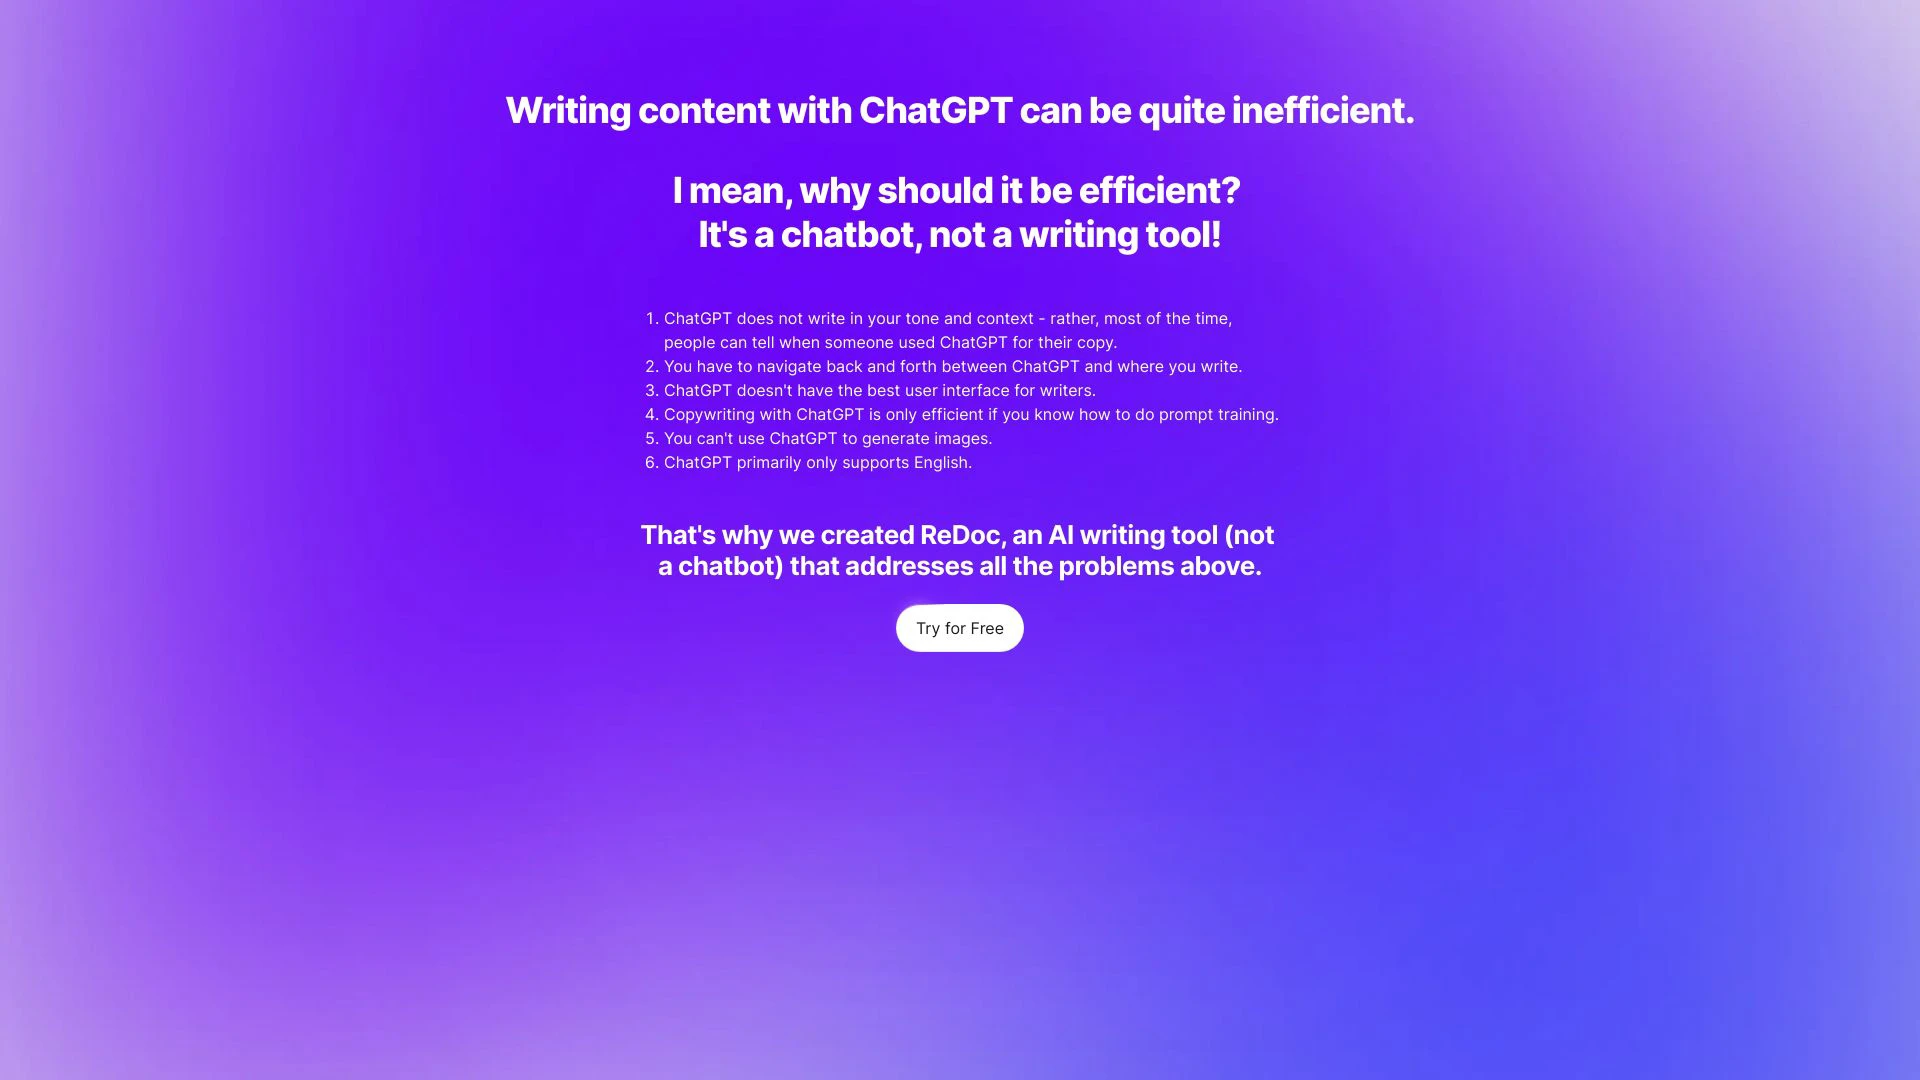 Writing content with ChatGPT can be quite inefficient.
I mean, why should it be efficient?
It's a chatbot, not a writing tool!
1. ChatGPT does not write in your tone and context - rather, most of the time,
people can tell when someone used ChatGPT for their copy.
2. You have to navigate back and forth between ChatGPT and where you write.
3. ChatGPT doesn't have the best user interface for writers.
4. Copywriting with ChatGPT is only efficient if you know how to do prompt training.
5. You can't use ChatGPT to generate images.
6. ChatGPT primarily only supports English.
That's why we created ReDoc, an AI writing tool (not
a chatbot) that addresses all the problems above.
Try for Free